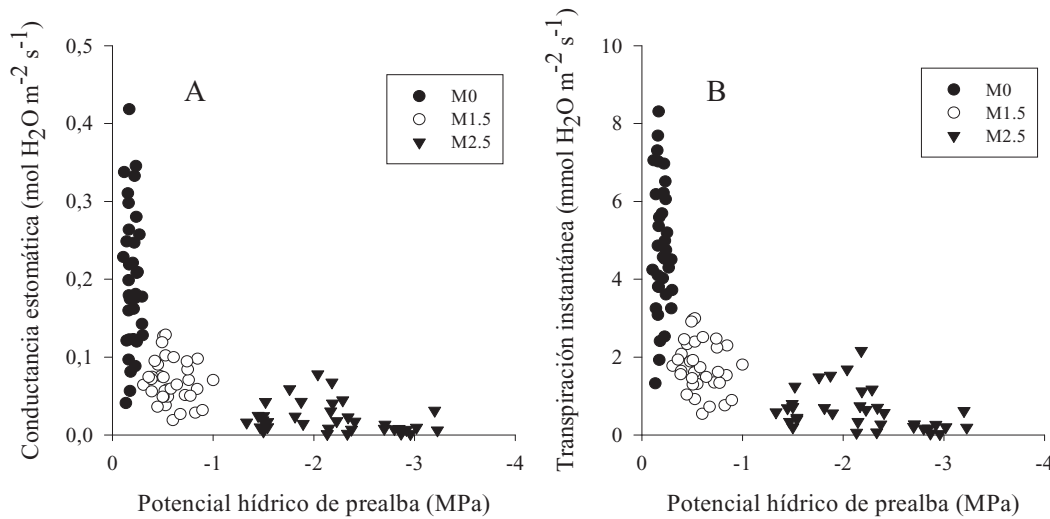 Conductancia estomática (mol H2O m-2 s-1)
0,5
0,4
0,3
0,2
0,1
0,0
A
M0
M1.5
M2.5
0
-1
-2
-3
-4
Potencial hídrico de prealba (MPa)
Transpiración instantánea (mmol H2O m-2 s-1)
10
8
6
4
2
0
B
M0
M1.5
M2.5
0
-1
-2
-3
-4
Potencial hídrico de prealba (MPa)